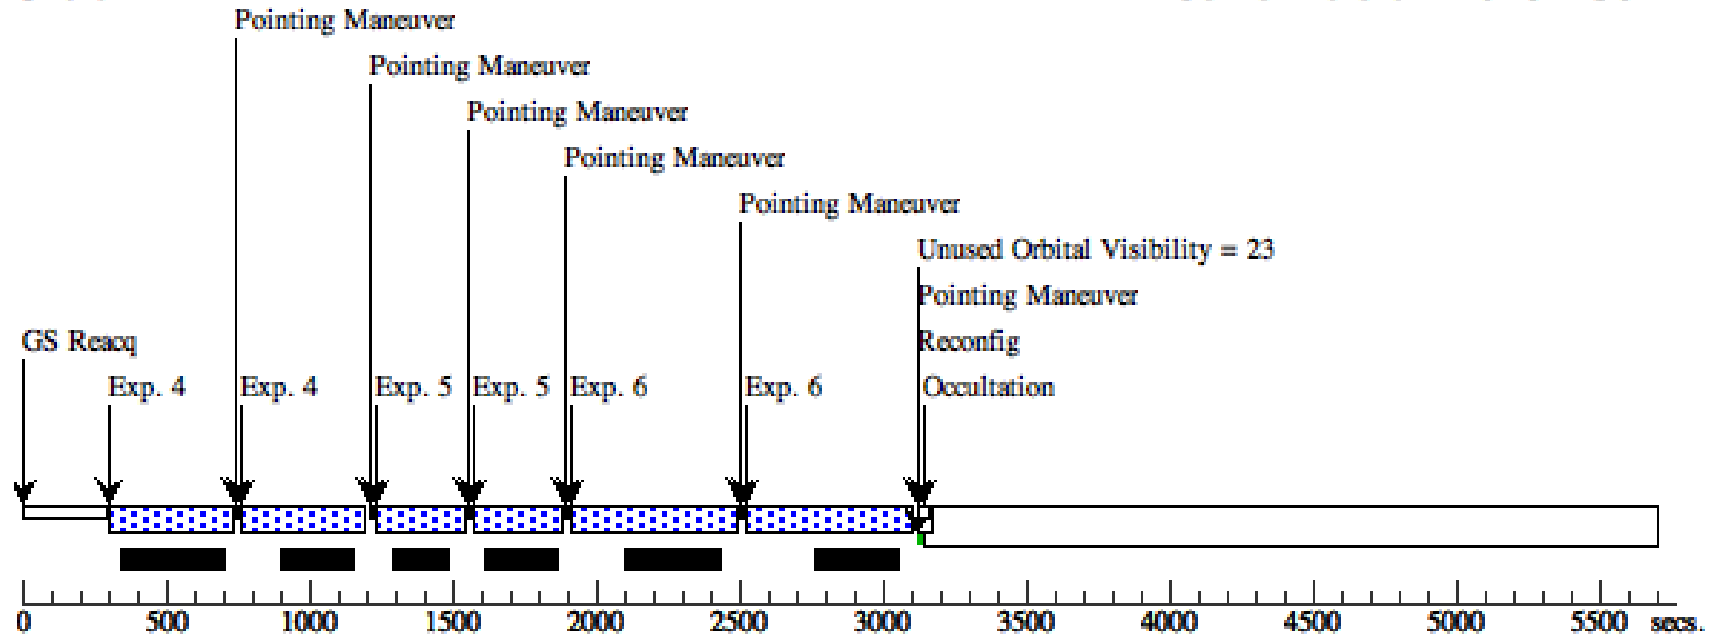 Pointing Maneuver
Pointing Maneuver
Pointing Maneuver
Pointing Maneuver
Pointing Maneuver
Unused Orbital Visibility = 23
Pointing Maneuver
GS Reacq
Reconfig
Exp. 4 Exp. 4 Exp. 5 Exp. 5 Exp. 6 Exp. 6 Occultation
0 500 1000 1500 2000 2500 3000 3500 4000 4500 5000 5500 secs.